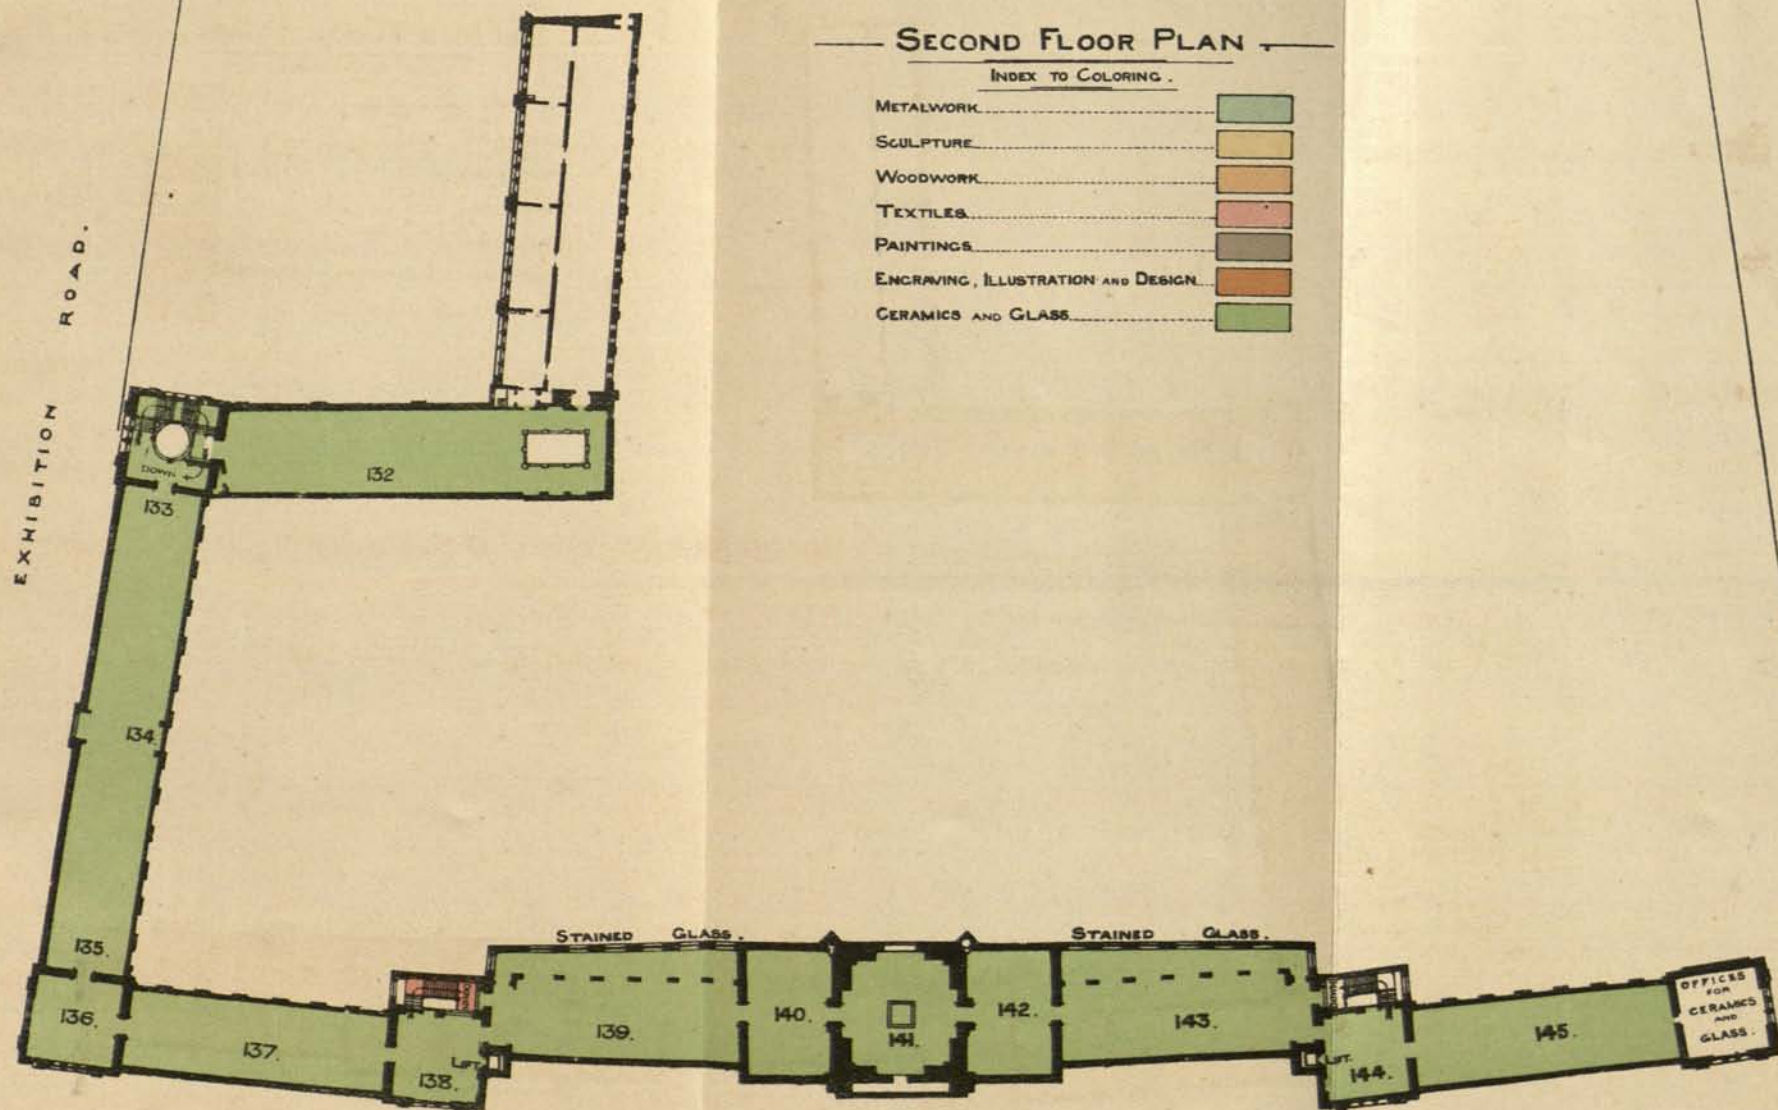 SECOND FLOOR PLAN
INDEX TO COLORING.
METALWORK
SCULPTURE
WOODWORK
TEXTILES
PAINTINGS
ENGRAVING, ILLUSTRATION AND DESIGN
CERAMICS AND GLASS
EXHIBITION ROAD.
DOWN
132
133
134.
135.
136.
137.
138.
LIFT
STAINED GLASS.
139.
140.
141.
142.
STAINED GLASS.
143.
LIFT.
144.
145.
OFFICES
FOR
CERAMICS
AND
GLASS.